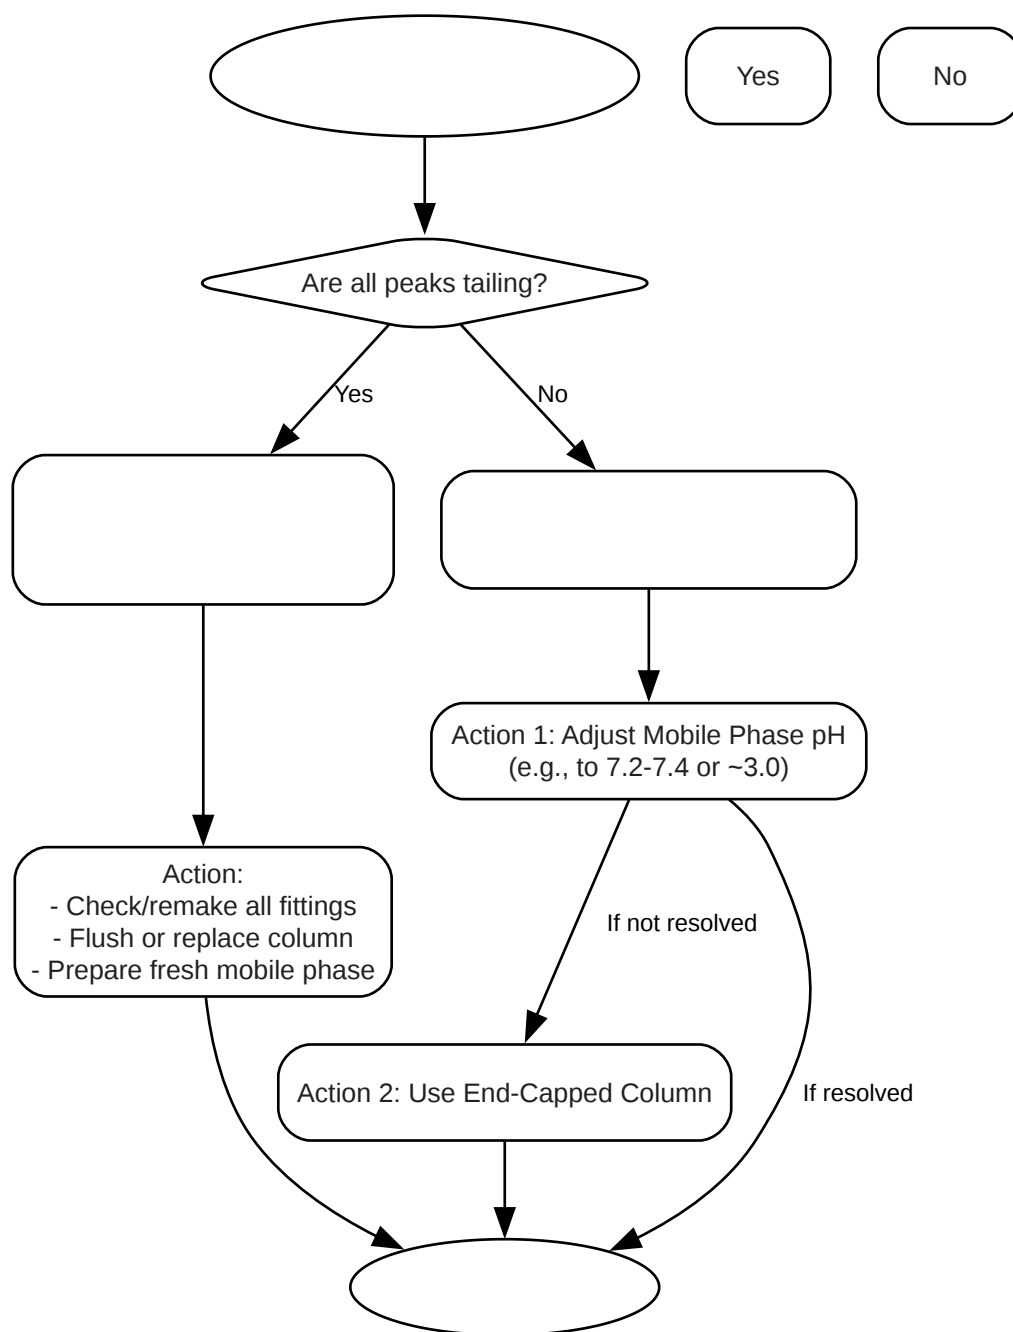 Yes
No
Are all peaks tailing?
Yes
No
Action 1: Adjust Mobile Phase pH
(e.g., to 7.2-7.4 or ~3.0)
Action:
- Check/remake all fittings
- Flush or replace column
- Prepare fresh mobile phase
If not resolved
Action 2: Use End-Capped Column
If resolved